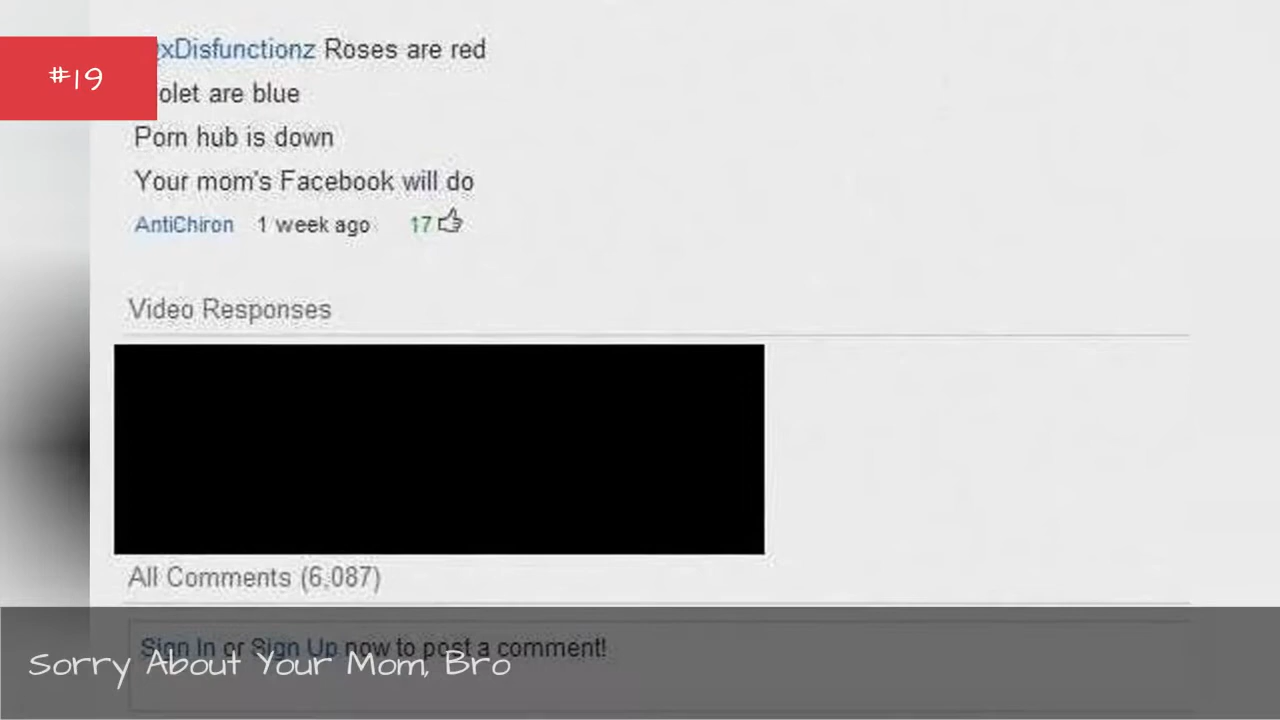 #19
xDisfunctionz Roses are red
olet are blue
Porn hub is down
Your mom's Facebook will do
AntiChiron 1 week ago 17
Video Responses
All Comments (6,087)
Sign In or Sign Up now to post a comment!
Sorry About Your Mom, Bro